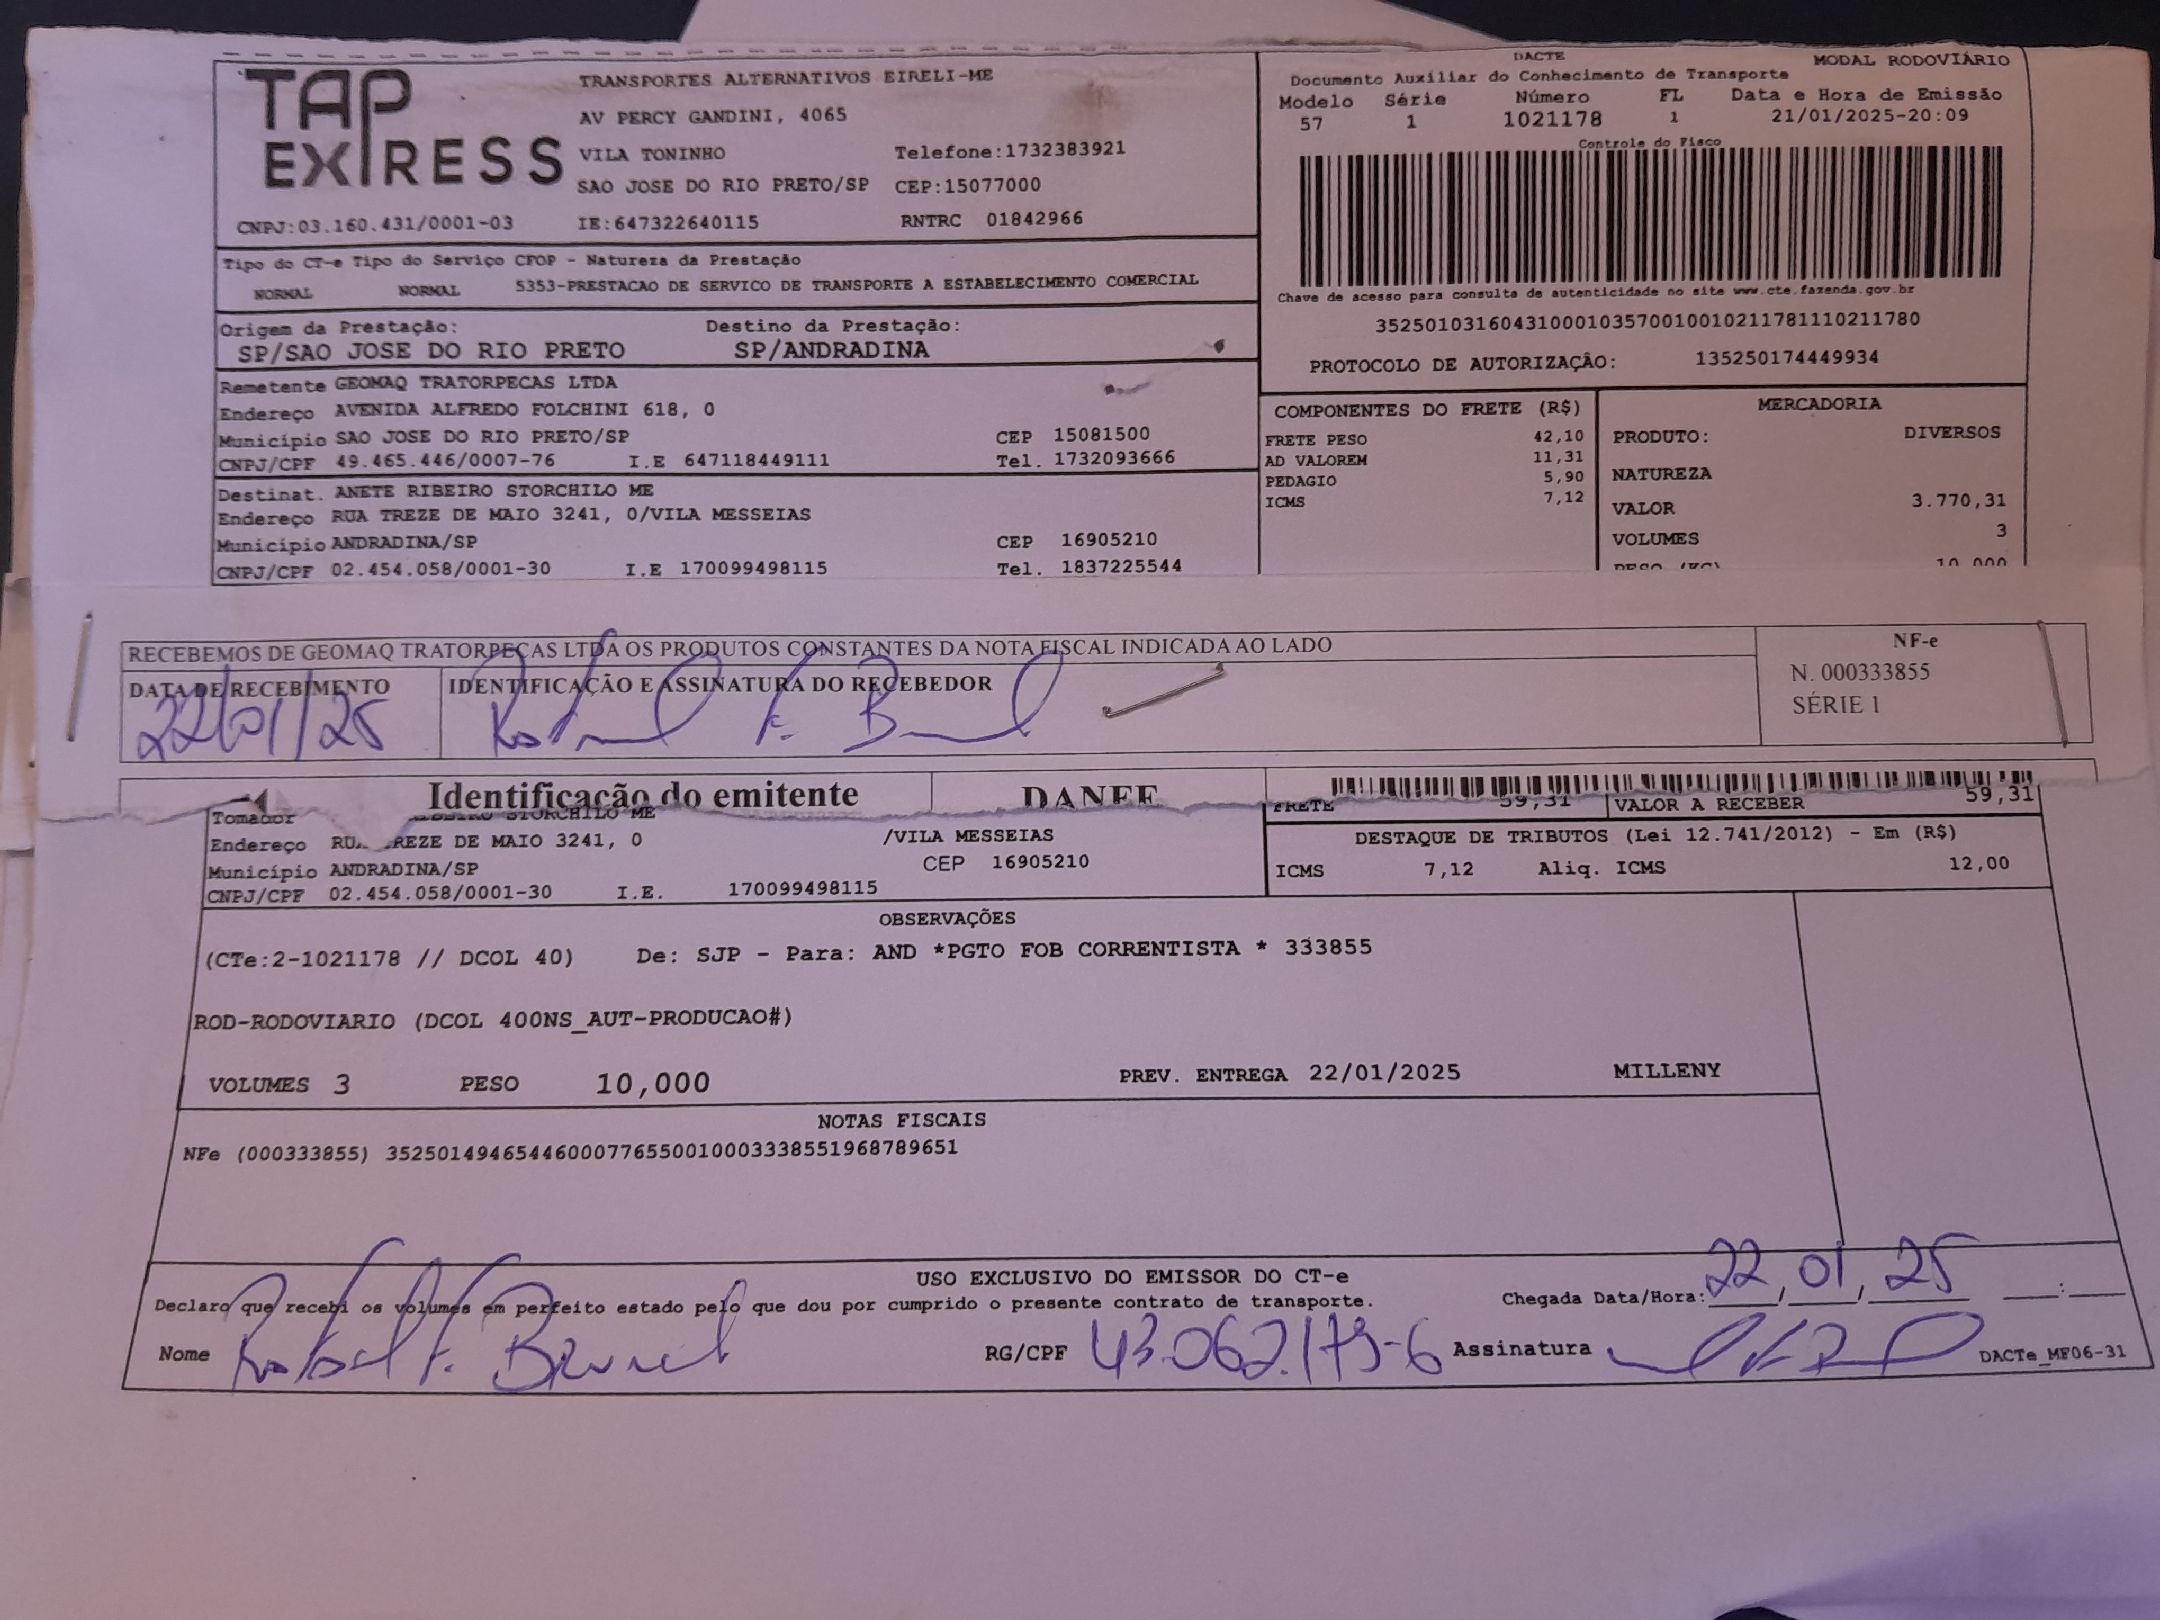 TAP EXPRESS
TRANSPORTES ALTERNATIVOS EIRELI-ME
AV PERCY GANDINI, 4065
VILA TONINHO Telefone:1732383921
SAO JOSE DO RIO PRETO/SP CEP:15077000
CNPJ:03.160.431/0001-03 IE:647322640115 RNTRC 01842966
DACTE MODAL RODOVIÁRIO
Documento Auxiliar do Conhecimento de Transporte
Modelo Série Número FL Data e Hora de Emissão
57 1 1021178 1 21/01/2025-20:09
Controle do Fisco
Chave de acesso para consulta de autenticidade no site www.cte.fazenda.gov.br
35250103160431000103570010010211781110211780
PROTOCOLO DE AUTORIZAÇÃO: 135250174449934
Tipo do CT-e Tipo do Serviço CFOP - Natureza da Prestação
NORMAL NORMAL 5353-PRESTACAO DE SERVICO DE TRANSPORTE A ESTABELECIMENTO COMERCIAL
Origem da Prestação: Destino da Prestação:
SP/SAO JOSE DO RIO PRETO SP/ANDRADINA
Remetente GEOMAQ TRATORPECAS LTDA
Endereço AVENIDA ALFREDO FOLCHINI 618, 0
Município SAO JOSE DO RIO PRETO/SP CEP 15081500
CNPJ/CPF 49.465.446/0007-76 I.E 647118449111 Tel. 1732093666
Destinat. ANETE RIBEIRO STORCHILO ME
Endereço RUA TREZE DE MAIO 3241, 0/VILA MESSEIAS
Município ANDRADINA/SP CEP 16905210
CNPJ/CPF 02.454.058/0001-30 I.E 170099498115 Tel. 1837225544
COMPONENTES DO FRETE (R$)
FRETE PESO 42,10
AD VALOREM 11,31
PEDAGIO 5,90
ICMS 7,12
MERCADORIA
PRODUTO: DIVERSOS
NATUREZA
VALOR 3.770,31
VOLUMES 3
PESO (KG) 10,000
RECEBEMOS DE GEOMAQ TRATORPEÇAS LTDA OS PRODUTOS CONSTANTES DA NOTA FISCAL INDICADA AO LADO
DATA DE RECEBIMENTO IDENTIFICAÇÃO E ASSINATURA DO RECEBEDOR
22/01/25
NF-e
N. 000333855
SÉRIE 1
Identificação do emitente DANFE
FRETE 59,31 VALOR A RECEBER 59,31
Tomador STORCHILO ME
Endereço TREZE DE MAIO 3241, 0 /VILA MESSEIAS
Município ANDRADINA/SP CEP 16905210
CNPJ/CPF 02.454.058/0001-30 I.E. 170099498115
DESTAQUE DE TRIBUTOS (Lei 12.741/2012) - Em (R$)
ICMS 7,12 Aliq. ICMS 12,00
OBSERVAÇÕES
(CTe:2-1021178 // DCOL 40) De: SJP - Para: AND *PGTO FOB CORRENTISTA * 333855
ROD-RODOVIARIO (DCOL 400NS_AUT-PRODUCAO#)
VOLUMES 3 PESO 10,000 PREV. ENTREGA 22/01/2025 MILLENY
NOTAS FISCAIS
NFe (000333855) 35250149465446000776550010003338551968789651
USO EXCLUSIVO DO EMISSOR DO CT-e
Declaro que recebi os volumes em perfeito estado pelo que dou por cumprido o presente contrato de transporte. Chegada Data/Hora: 22/01/25 :
Nome RG/CPF 43.062.179-6 Assinatura DACTe_MF06-31